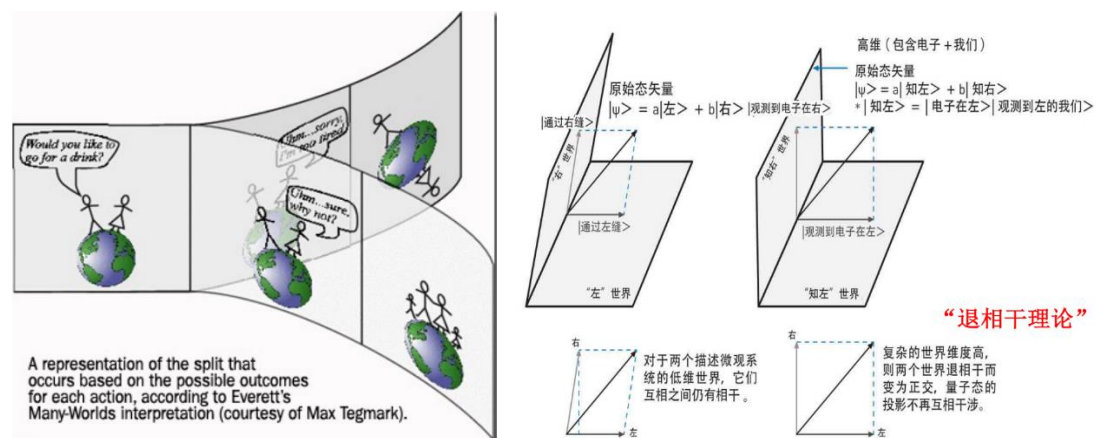 Would you like to
go for a drink?
Uhm...sorry,
i'm too tired.
Uhm...sure,
why not?
A representation of the split that
occurs based on the possible outcomes
for each action, according to Everett's
Many-Worlds interpretation (courtesy of Max Tegmark).
原始态矢量
|ψ> = a|左> + b|右>
|通过右缝>
“右”世界
|通过左缝>
“左”世界
高维（包含电子+我们）
原始态矢量
|ψ> = a|知左> + b|知右>
*|知左> = |电子在左>|观测到左的我们>
|观测到电子在右>
“知右”世界
|观测到电子在左>
“知左”世界
“退相干理论”
右
左
对于两个描述微观系
统的低维世界，它们
互相之间仍有相干。
右
左
复杂的世界维度高，
则两个世界退相干而
变为正交，量子态的
投影不再互相干涉。